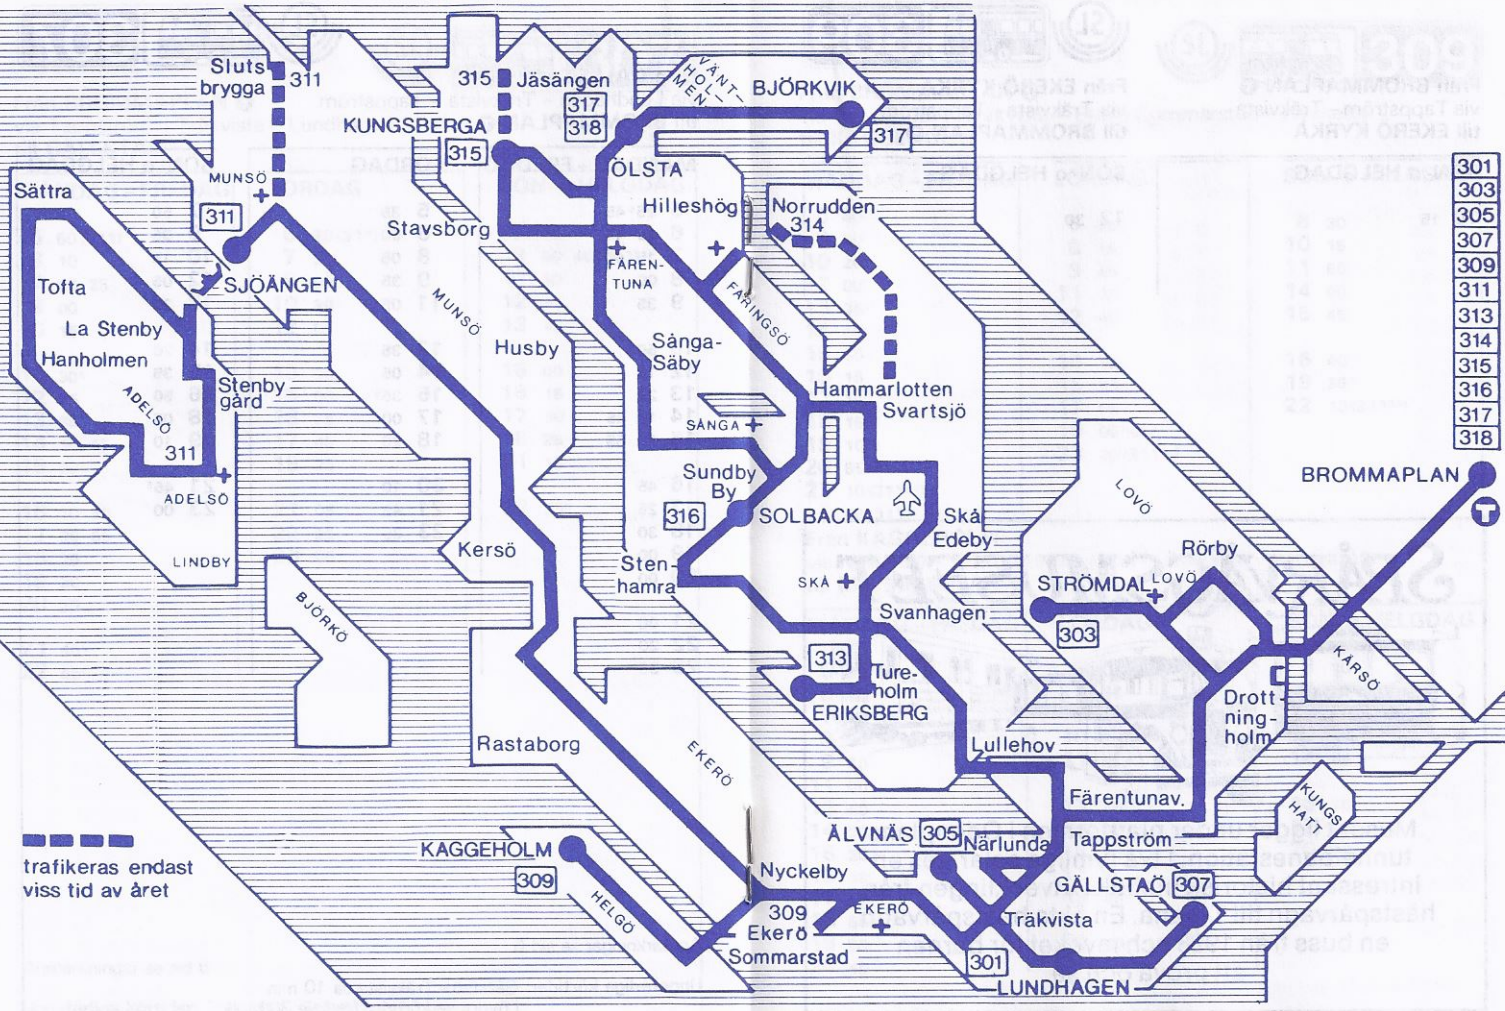 Sluts
brygga
311
315
Jäsängen
317
318
KUNGSBERGA
315
VÄNT-
HOL-
MEN
BJÖRKVIK
317
ÖLSTA
Sättra
MUNSÖ
311
Stavsborg
Hilleshög
Norrudden
314
301
303
305
307
309
311
313
314
315
316
317
318
FÄREN-
TUNA
FÄRINGSÖ
SJÖÄNGEN
Tofta
La Stenby
Hanholmen
MUNSÖ
Husby
Sånga-
Säby
Stenby
gård
ADELSÖ
311
ADELSÖ
Hammarlotten
Svartsjö
SÅNGA
Sundby
By
316
SOLBACKA
Skå
Edeby
LOVÖ
BROMMAPLAN
T
LINDBY
Kersö
Sten-
hamra
SKÅ
Svanhagen
Rörby
STRÖMDAL
LOVÖ
303
BJÖRKÖ
313
Ture-
holm
ERIKSBERG
KÄRSÖ
Drott
ning-
holm
Rastaborg
EKERÖ
Lullehov
Färentunav.
KUNGS
HATT
trafikeras endast
viss tid av året
KAGGEHOLM
309
HELGÖ
Nyckelby
309
Ekerö
Sommarstad
EKERÖ
ÄLVNÄS
305
Närlunda
Tappström
GÄLLSTAÖ
307
Träkvista
301
LUNDHAGEN